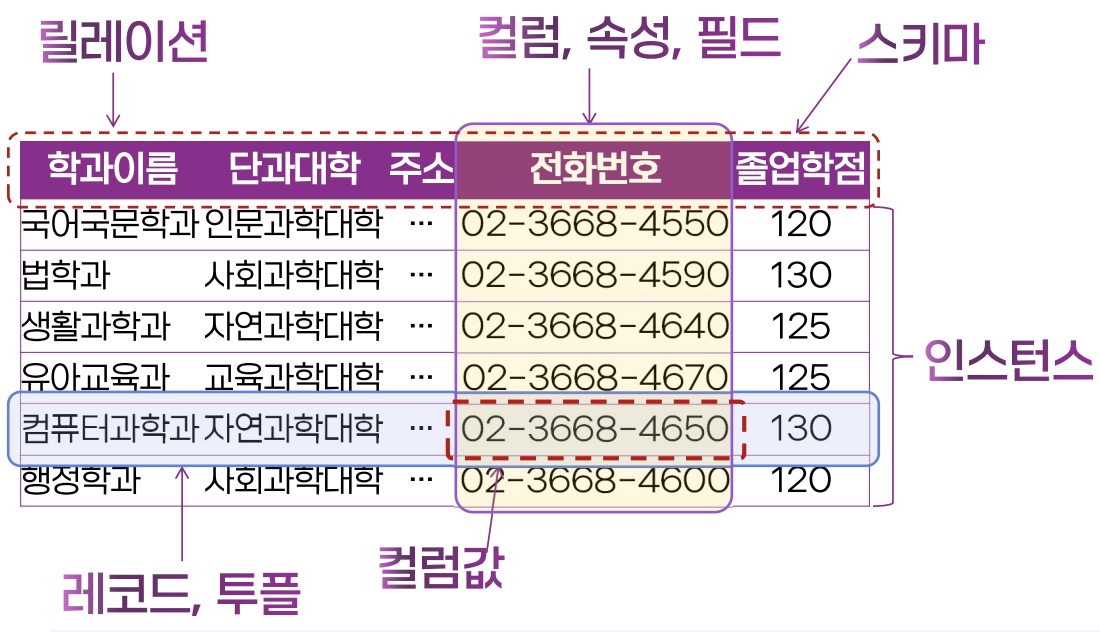 릴레이션
컬럼, 속성, 필드
스키마
학과이름 단과대학 주소 전화번호 졸업학점
국어국문학과 인문과학대학 … 02-3668-4550 120
법학과 사회과학대학 … 02-3668-4590 130
생활과학과 자연과학대학 … 02-3668-4640 125
유아교육과 교육과학대학 … 02-3668-4670 125
컴퓨터과학과 자연과학대학 … 02-3668-4650 130
행정학과 사회과학대학 … 02-3668-4600 120
인스턴스
컬럼값
레코드, 투플